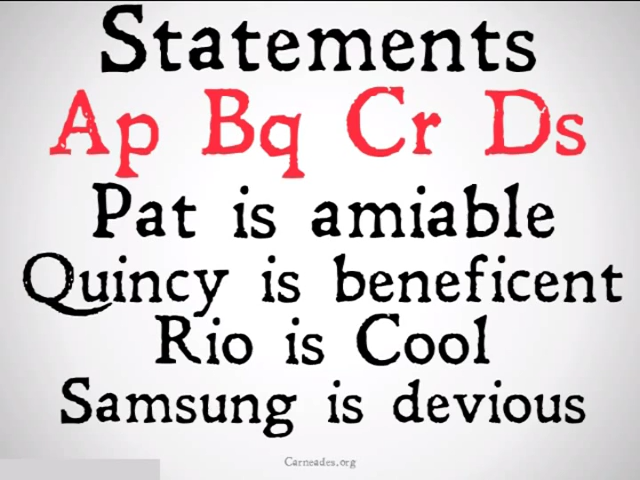 Statements
Ap Bq Cr Ds
Pat is amiable
Quincy is beneficent
Rio is Cool
Samsung is devious
Carneades.org